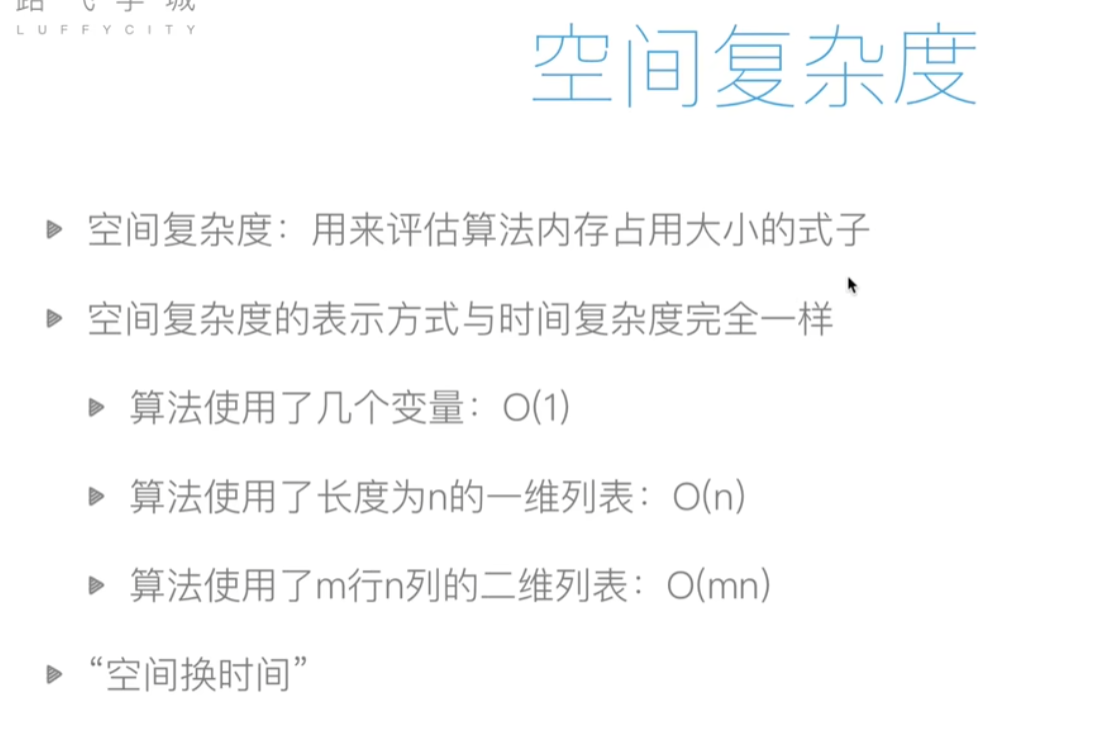 LUFFYCITY
空间复杂度
空间复杂度：用来评估算法内存占用大小的式子
空间复杂度的表示方式与时间复杂度完全一样
算法使用了几个变量：O(1)
算法使用了长度为n的一维列表：O(n)
算法使用了m行n列的二维列表：O(mn)
“空间换时间”